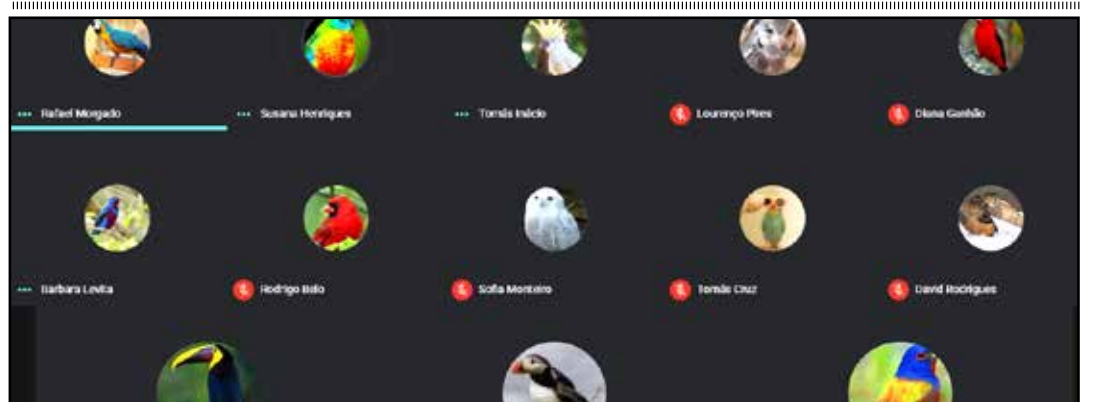 Rafael Morgado
Susana Henriques
Tomás Inácio
Lourenço Pires
Diana Ganhão
Barbara Levita
Rodrigo Belo
Sofia Monteiro
Tomás Cruz
David Rodrigues